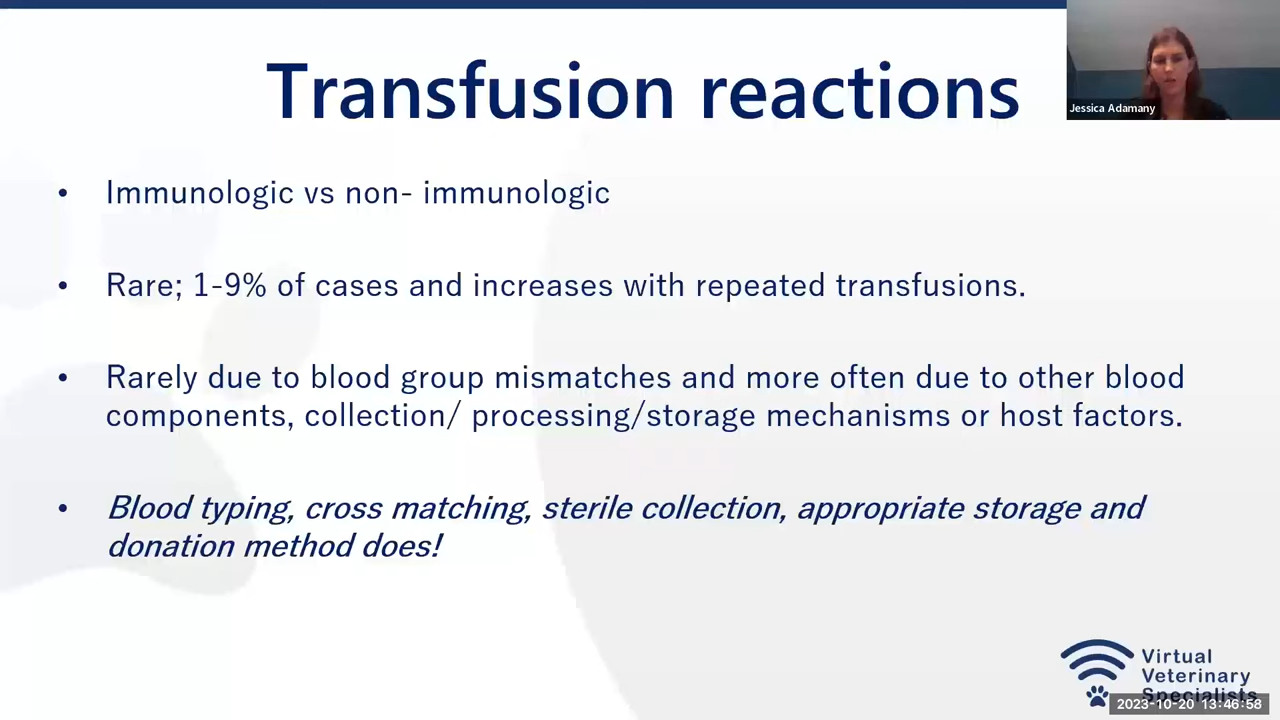 Transfusion reactions
Jessica Adamany
• Immunologic vs non- immunologic
• Rare; 1-9% of cases and increases with repeated transfusions.
• Rarely due to blood group mismatches and more often due to other blood
components, collection/ processing/storage mechanisms or host factors.
• Blood typing, cross matching, sterile collection, appropriate storage and
donation method does!
Virtual
Veterinary
Specialists
2023-10-20 13:46:58